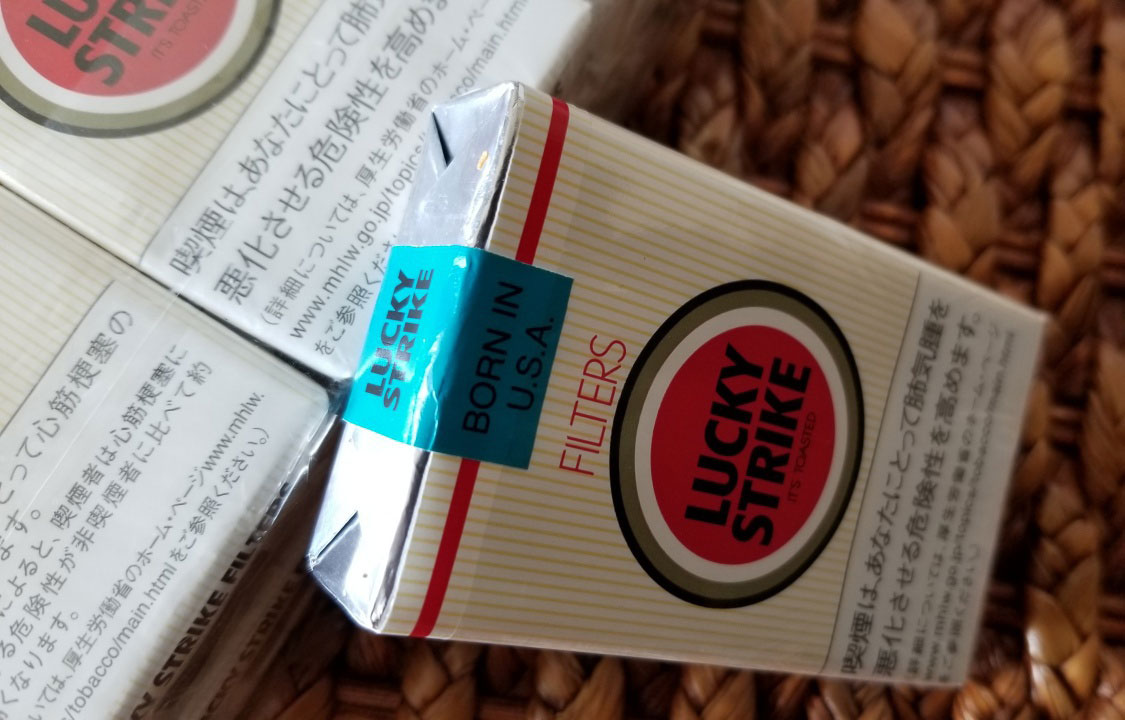 LUCKY
STRIKE
BORN IN
U.S.A.
FILTERS
LUCKY
STRIKE
IT'S TOASTED
喫煙は、あなたにとって肺気腫を
悪化させる危険性を高めます。
STRIKE
IT'S TOASTED
喫煙は、あなたにとって肺
悪化させる危険性を高めま
(詳細については、厚生労働省のホーム・ペー
www.mhlw.go.jp/topics
acco/main.htm
をご参照くださ
とって心筋梗塞の
ます。
によると、喫煙者は心筋梗塞に
る危険性が非喫煙者に比べて約
くなります。
いては、厚生労働省のホーム・ページwww.mhlw.
/tobacco/main.html をご参照ください。)
KY STRIKE FILTERS